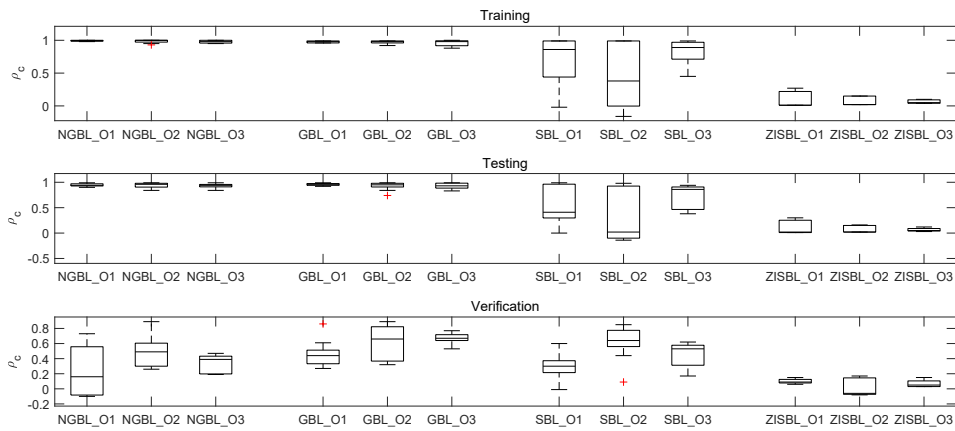 Training
1
0.5
0
ρc
NGBL_O1 NGBL_O2 NGBL_O3 GBL_O1 GBL_O2 GBL_O3 SBL_O1 SBL_O2 SBL_O3 ZISBL_O1 ZISBL_O2 ZISBL_O3
Testing
1
0.5
0
-0.5
ρc
NGBL_O1 NGBL_O2 NGBL_O3 GBL_O1 GBL_O2 GBL_O3 SBL_O1 SBL_O2 SBL_O3 ZISBL_O1 ZISBL_O2 ZISBL_O3
Verification
0.8
0.6
0.4
0.2
0
-0.2
ρc
NGBL_O1 NGBL_O2 NGBL_O3 GBL_O1 GBL_O2 GBL_O3 SBL_O1 SBL_O2 SBL_O3 ZISBL_O1 ZISBL_O2 ZISBL_O3